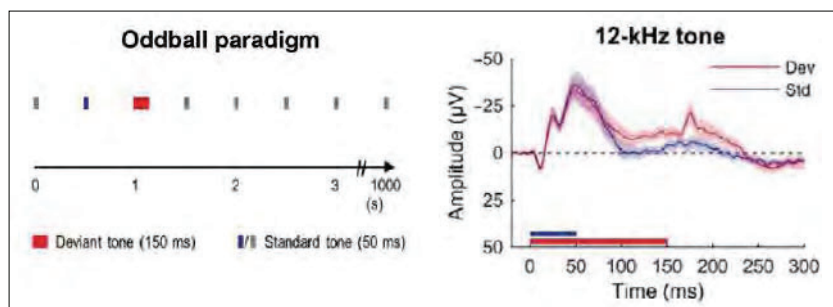 Oddball paradigm
0 1 2 3 1000
(s)
Deviant tone (150 ms) / Standard tone (50 ms)
12-kHz tone
Dev
Std
Amplitude (µV)
−50
−25
0
25
50
0 50 100 150 200 250 300
Time (ms)